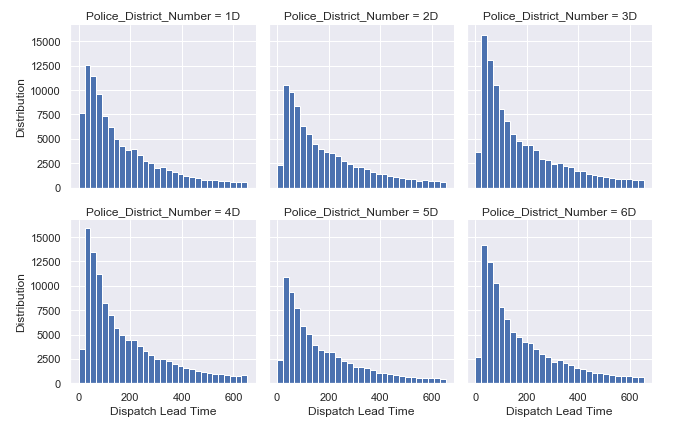 Police_District_Number = 1D Police_District_Number = 2D Police_District_Number = 3D
15000
12500
10000
7500
5000
2500
0
Distribution
Police_District_Number = 4D Police_District_Number = 5D Police_District_Number = 6D
15000
12500
10000
7500
5000
2500
0
Distribution
0 200 400 600 0 200 400 600 0 200 400 600
Dispatch Lead Time Dispatch Lead Time Dispatch Lead Time